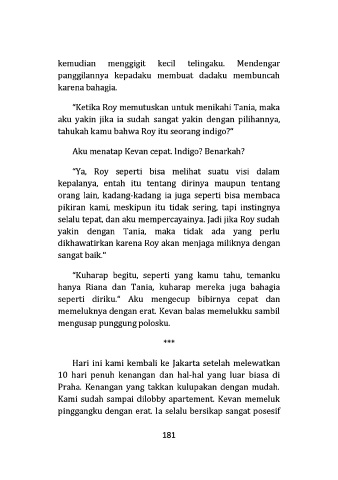 kemudian menggigit kecil telingaku. Mendengar
panggilannya kepadaku membuat dadaku membuncah
karena bahagia.
"Ketika Roy memutuskan untuk menikahi Tania, maka
aku yakin jika ia sudah sangat yakin dengan pilihannya,
tahukah kamu bahwa Roy itu seorang indigo?"
Aku menatap Kevan cepat. Indigo? Benarkah?
"Ya, Roy seperti bisa melihat suatu visi dalam
kepalanya, entah itu tentang dirinya maupun tentang
orang lain, kadang-kadang ia juga seperti bisa membaca
pikiran kami, meskipun itu tidak sering, tapi instingnya
selalu tepat, dan aku mempercayainya. Jadi jika Roy sudah
yakin dengan Tania, maka tidak ada yang perlu
dikhawatirkan karena Roy akan menjaga miliknya dengan
sangat baik."
"Kuharap begitu, seperti yang kamu tahu, temanku
hanya Riana dan Tania, kuharap mereka juga bahagia
seperti diriku." Aku mengecup bibirnya cepat dan
memeluknya dengan erat. Kevan balas memelukku sambil
mengusap punggung polosku.
***
Hari ini kami kembali ke Jakarta setelah melewatkan
10 hari penuh kenangan dan hal-hal yang luar biasa di
Praha. Kenangan yang takkan kulupakan dengan mudah.
Kami sudah sampai dilobby apartement. Kevan memeluk
pinggangku dengan erat. Ia selalu bersikap sangat posesif
181